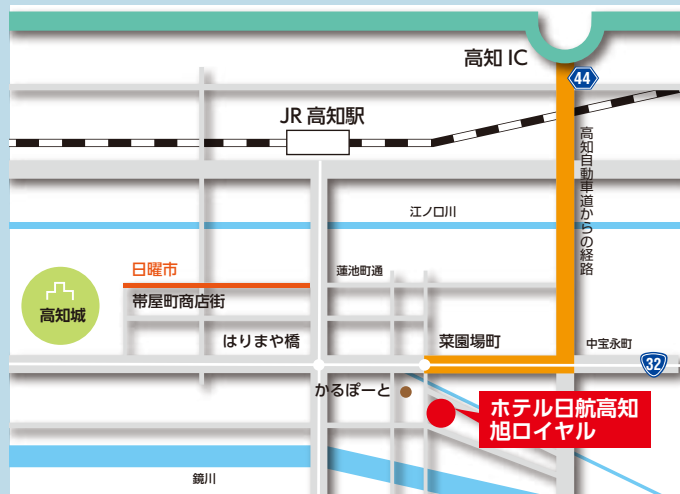 高知 IC
44
JR 高知駅
高知自動車道からの経路
江ノ口川
日曜市
蓮池町通
高知城
帯屋町商店街
はりまや橋
菜園場町
中宝永町
32
かるぽーと
ホテル日航高知
旭ロイヤル
鏡川